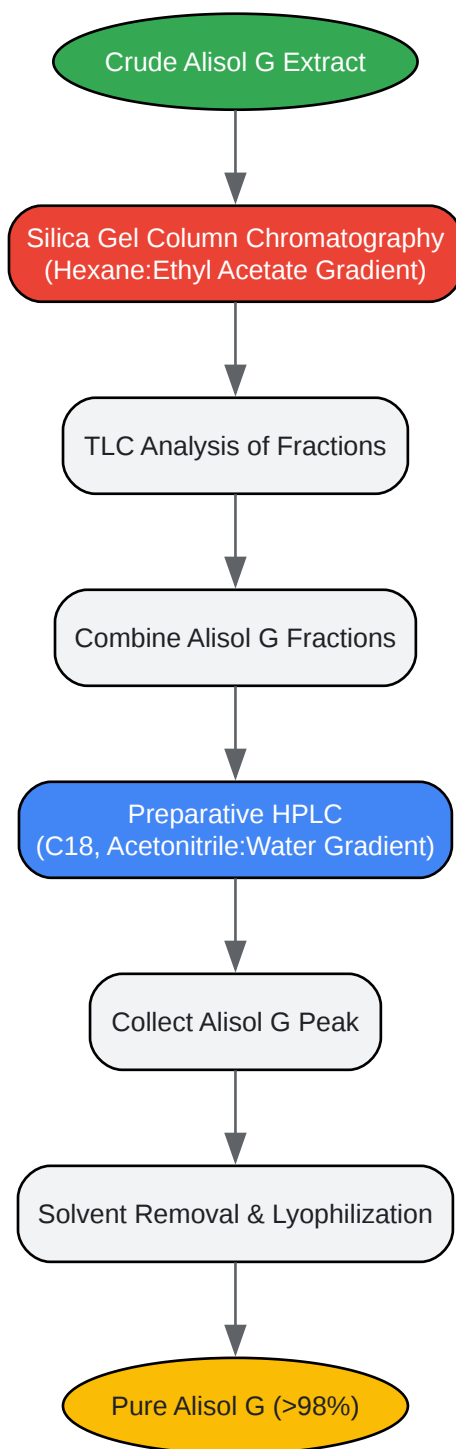 Crude Alisol G Extract
Silica Gel Column Chromatography
(Hexane:Ethyl Acetate Gradient)
TLC Analysis of Fractions
Combine Alisol G Fractions
Preparative HPLC
(C18, Acetonitrile:Water Gradient)
Collect Alisol G Peak
Solvent Removal & Lyophilization
Pure Alisol G (>98%)